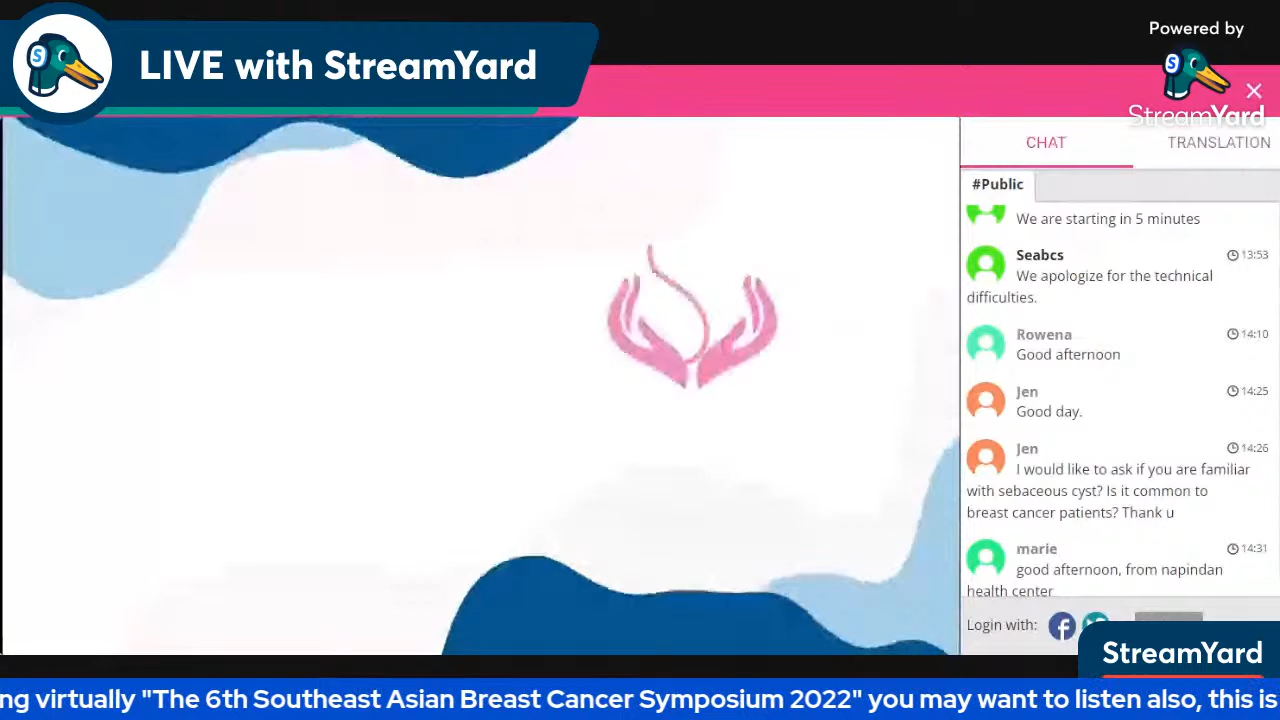 LIVE with StreamYard
Powered by
StreamYard
CHAT
TRANSLATION
#Public
We are starting in 5 minutes
Seabcs
13:53
We apologize for the technical
difficulties.
Rowena
14:10
Good afternoon
Jen
14:25
Good day.
Jen
14:26
I would like to ask if you are familiar
with sebaceous cyst? Is it common to
breast cancer patients? Thank u
marie
14:31
good afternoon, from napindan
health center
Login with:
StreamYard
ng virtually "The 6th Southeast Asian Breast Cancer Symposium 2022" you may want to listen also, this is